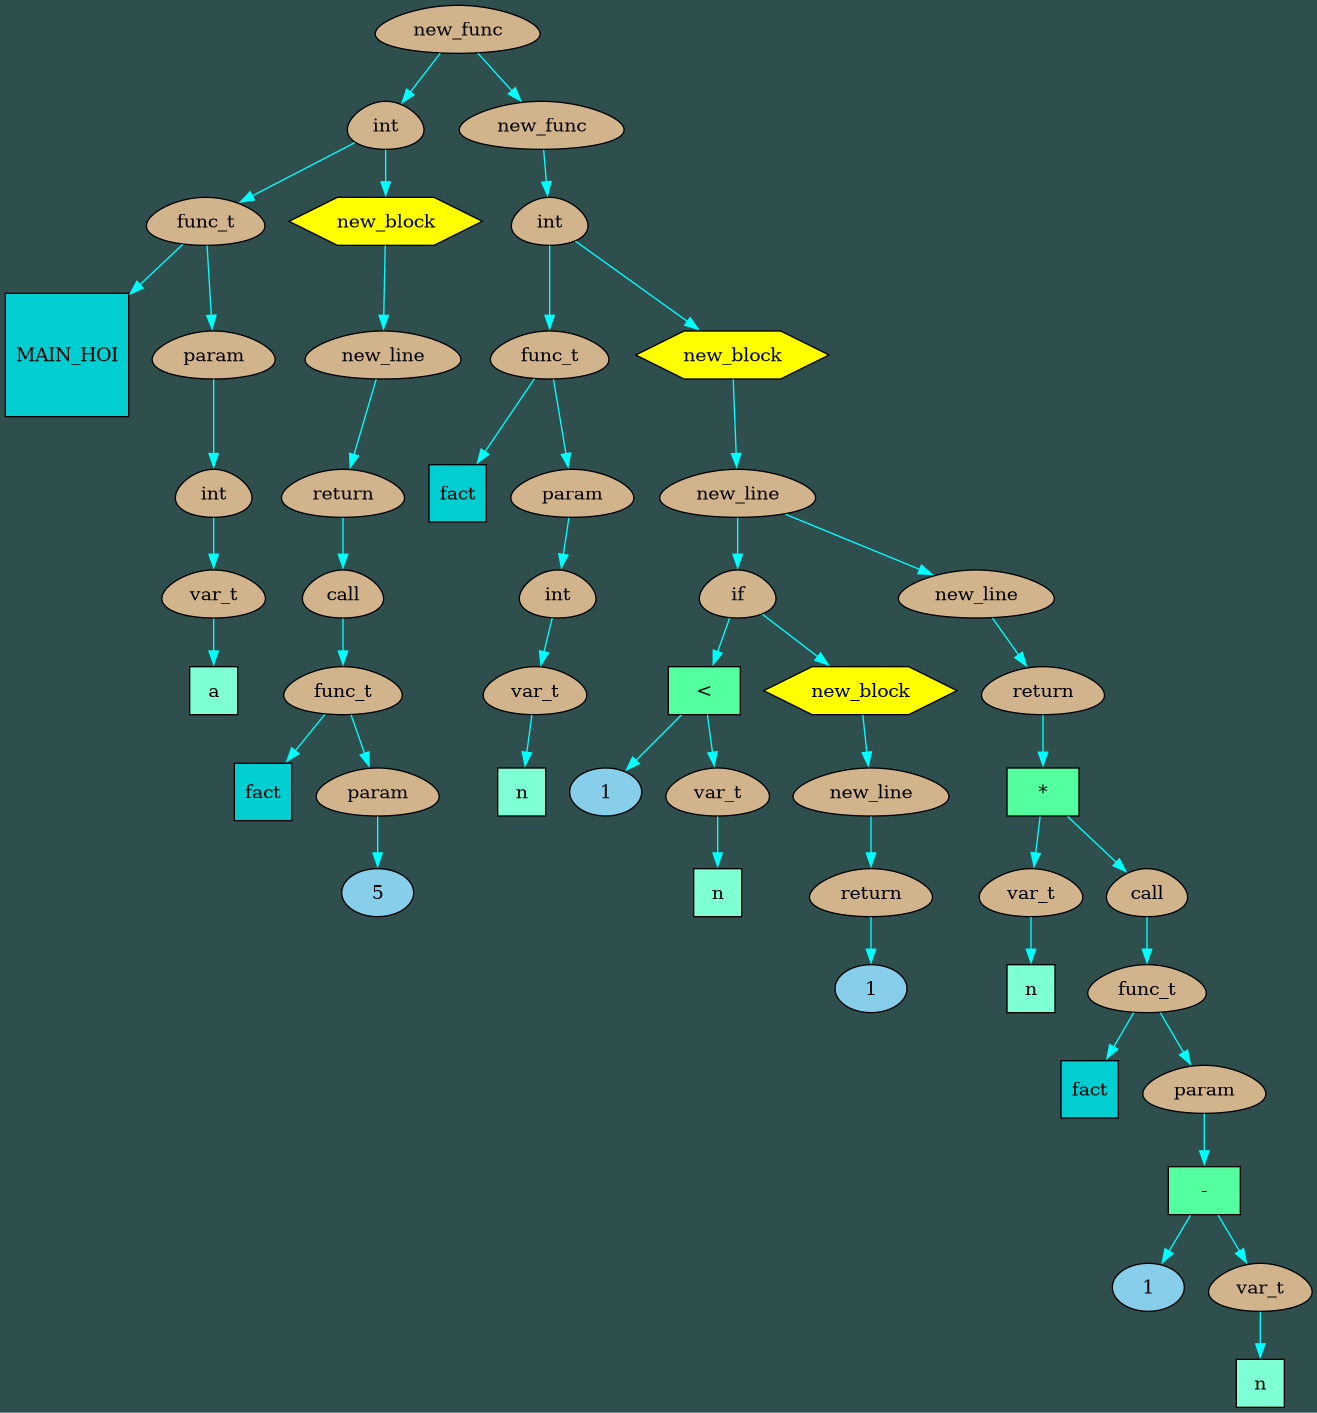 new_func
int
new_func
func_t
new_block
int
MAIN_HOI
param
new_line
func_t
new_block
int
return
fact
param
new_line
var_t
call
int
if
new_line
a
func_t
var_t
<
new_block
return
fact
param
n
1
var_t
new_line
*
5
n
return
var_t
call
1
n
func_t
fact
param
-
1
var_t
n